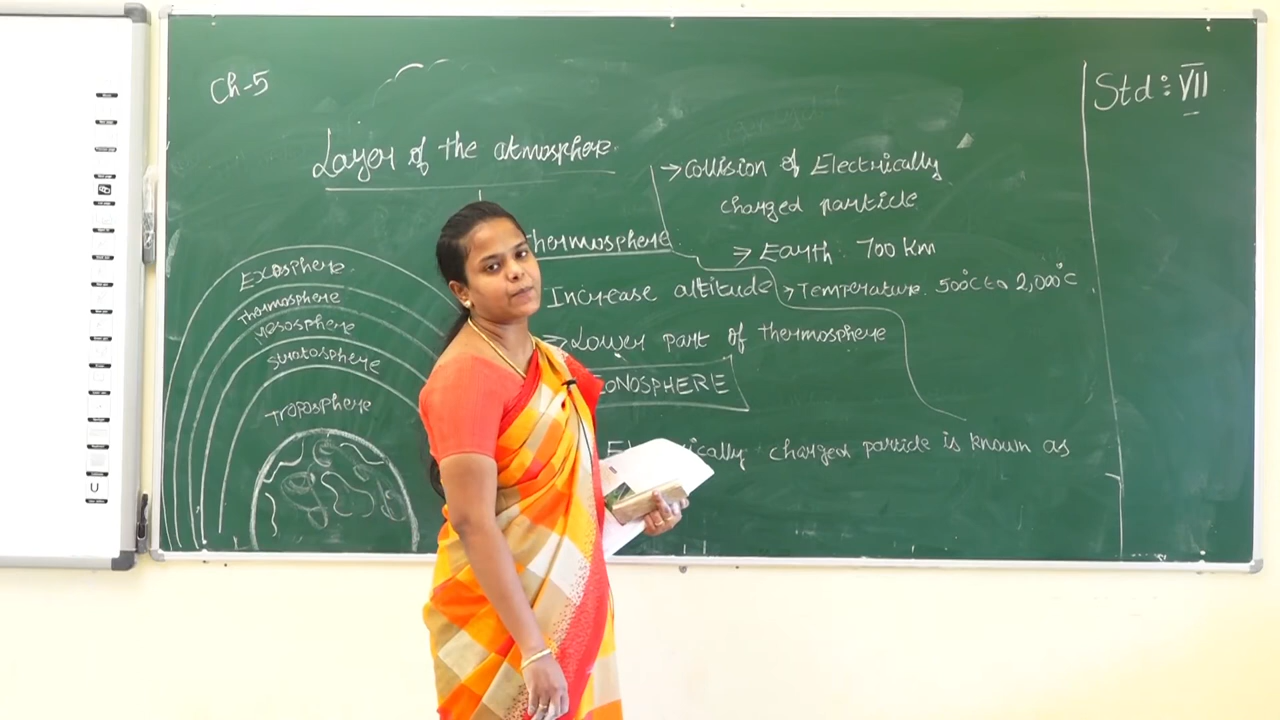 Ch-5
Std : VII
Layer of the atmosphere.
→ Collision of Electrically
charged particle
thermosphere
⇒ Earth 700 Km
Increase altitude
→ Temperature. 500°C to 2,000°C
⇒ Lower part of thermosphere
IONOSPHERE
Electrically charged particle is known as
Exosphere.
Thermosphere
Mesosphere
Stratosphere
Troposphere